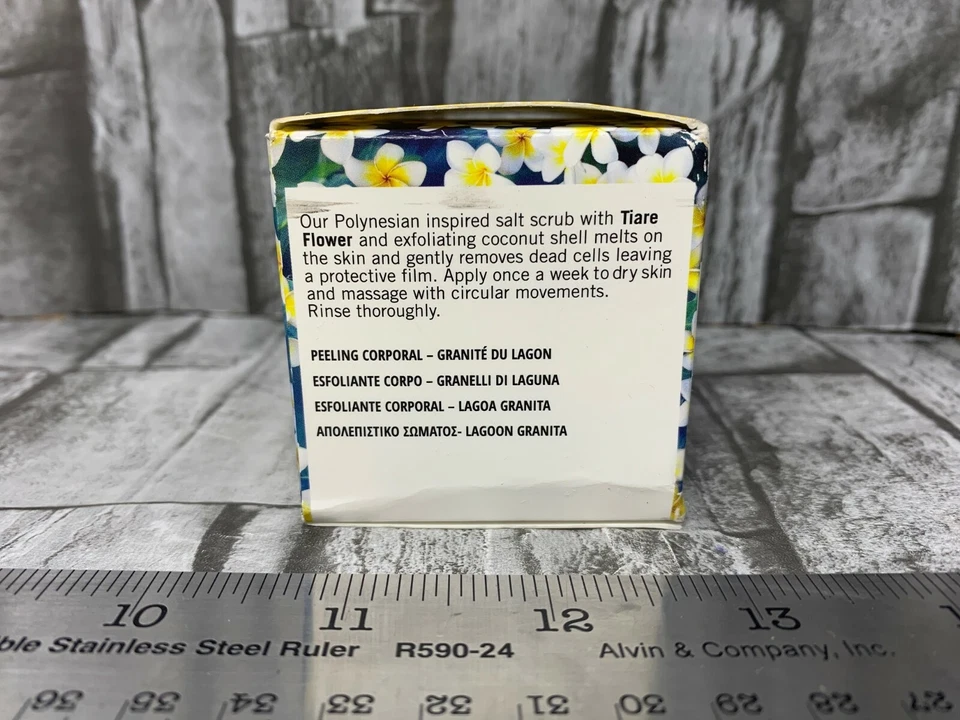 Our Polynesian inspired salt scrub with Tiare
Flower and exfoliating coconut shell melts on
the skin and gently removes dead cells leaving
a protective film. Apply once a week to dry skin
and massage with circular movements.
Rinse thoroughly.
PEELING CORPORAL – GRANITÉ DU LAGON
ESFOLIANTE CORPO – GRANELLI DI LAGUNA
ESFOLIANTE CORPORAL – LAGOA GRANITA
ΑΠΟΛΕΠΙΣΤΙΚΟ ΣΩΜΑΤΟΣ- LAGOON GRANITA
10 11 12 13
ble Stainless Steel Ruler R590-24 Alvin & Company, Inc.
36 35 34 33 32 31 30 29 28 27